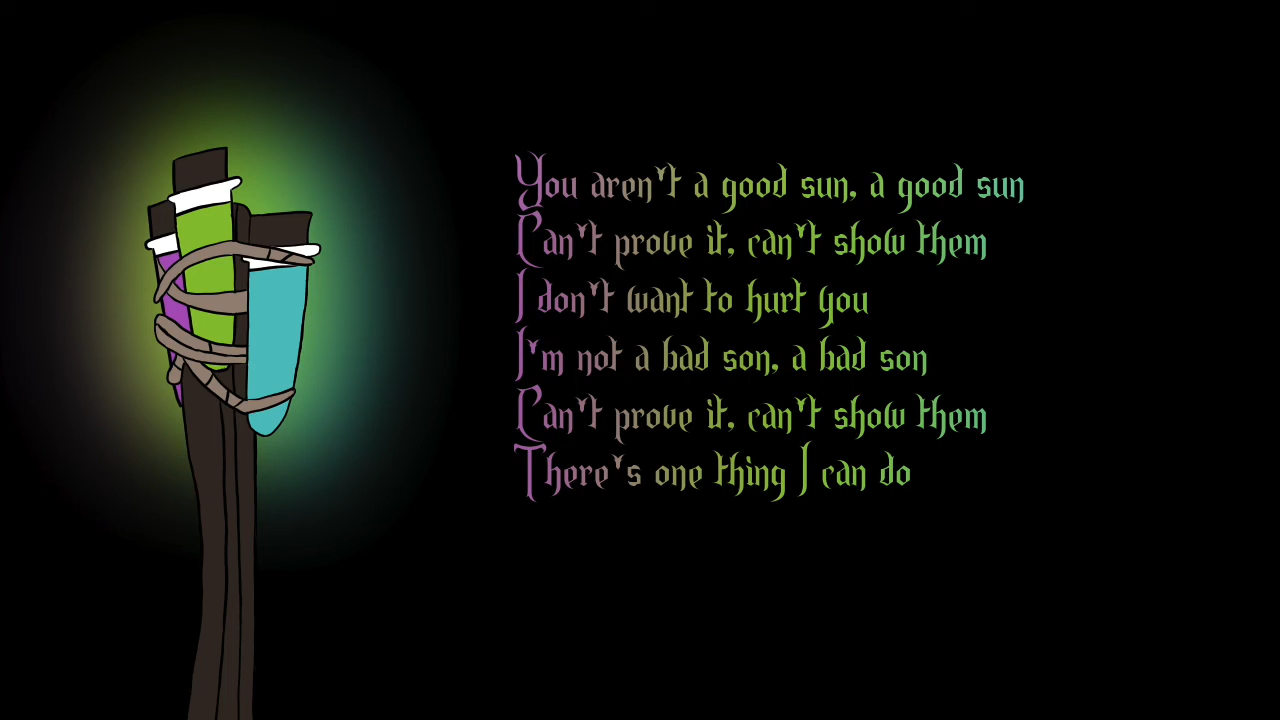 You aren't a good sun, a good sun
Can't prove it, can't show them
I don't want to hurt you
I'm not a bad son, a bad son
Can't prove it, can't show them
There's one thing I can do